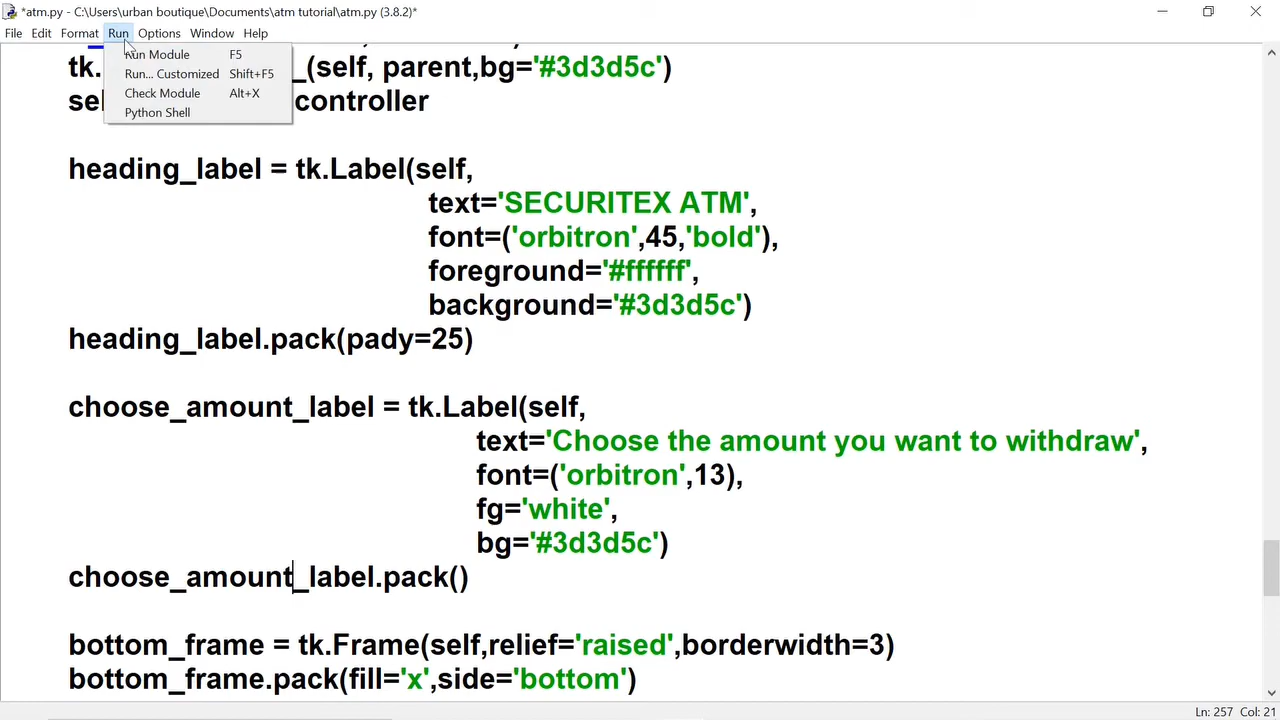 *atm.py - C:\Users\urban boutique\Documents\atm tutorial\atm.py (3.8.2)*
File Edit Format Run Options Window Help
Run Module F5
Run... Customized Shift+F5
Check Module Alt+X
Python Shell
tk. _(self, parent,bg='#3d3d5c')
sel controller
heading_label = tk.Label(self,
text='SECURITEX ATM',
font=('orbitron',45,'bold'),
foreground='#ffffff',
background='#3d3d5c')
heading_label.pack(pady=25)
choose_amount_label = tk.Label(self,
text='Choose the amount you want to withdraw',
font=('orbitron',13),
fg='white',
bg='#3d3d5c')
choose_amount_label.pack()
bottom_frame = tk.Frame(self,relief='raised',borderwidth=3)
bottom_frame.pack(fill='x',side='bottom')
Ln: 257 Col: 21